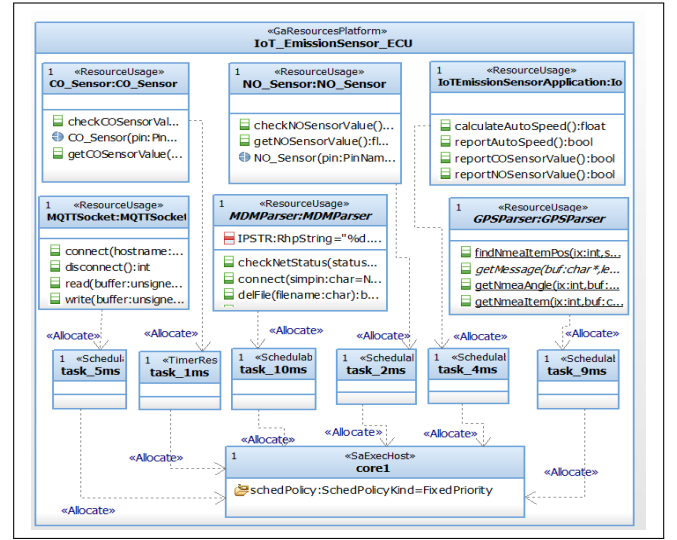 «GaResourcesPlatform»
IoT_EmissionSensor_ECU
1 «ResourceUsage»
CO_Sensor:CO_Sensor
checkCOSensorVal...
CO_Sensor(pin:Pin...
getCOSensorValue(...
1 «ResourceUsage»
NO_Sensor:NO_Sensor
checkNOSensorValue()...
getNOSensorValue():fl...
NO_Sensor(pin:PinNam...
1 «ResourceUsage»
IoTEmissionSensorApplication:Io
calculateAutoSpeed():float
reportAutoSpeed():bool
reportCOSensorValue():bool
reportNOSensorValue():bool
1 «ResourceUsage»
MQTTSocket:MQTTSocket
connect(hostname:...
disconnect():int
read(buffer:unsigne...
write(buffer:unsigne...
1 «ResourceUsage»
MDMParser:MDMParser
IPSTR:RhpString="%d....
checkNetStatus(status...
connect(simpin:char=N...
delFile(filename:char):b...
1 «ResourceUsage»
GPSParser:GPSParser
findNmeaItemPos(ix:int,s...
getMessage(buf:char*,le...
getNmeaAngle(ix:int,buf:...
getNmeaItem(ix:int,buf:c...
«Allocate» «Allocate» «Allocate» «Allocate» «Allocate» «Allocate»
1 «Schedulal
task_5ms
1 «TimerRes
task_1ms
1 «Schedulab
task_10ms
1 «Schedulal
task_2ms
1 «Schedulab
task_4ms
1 «Schedulal
task_9ms
«Allocate» «Allocate» «Allocate» «Allocate»
1 «SaExecHost»
core1
schedPolicy:SchedPolicyKind=FixedPriority
«Allocate» «Allocate»